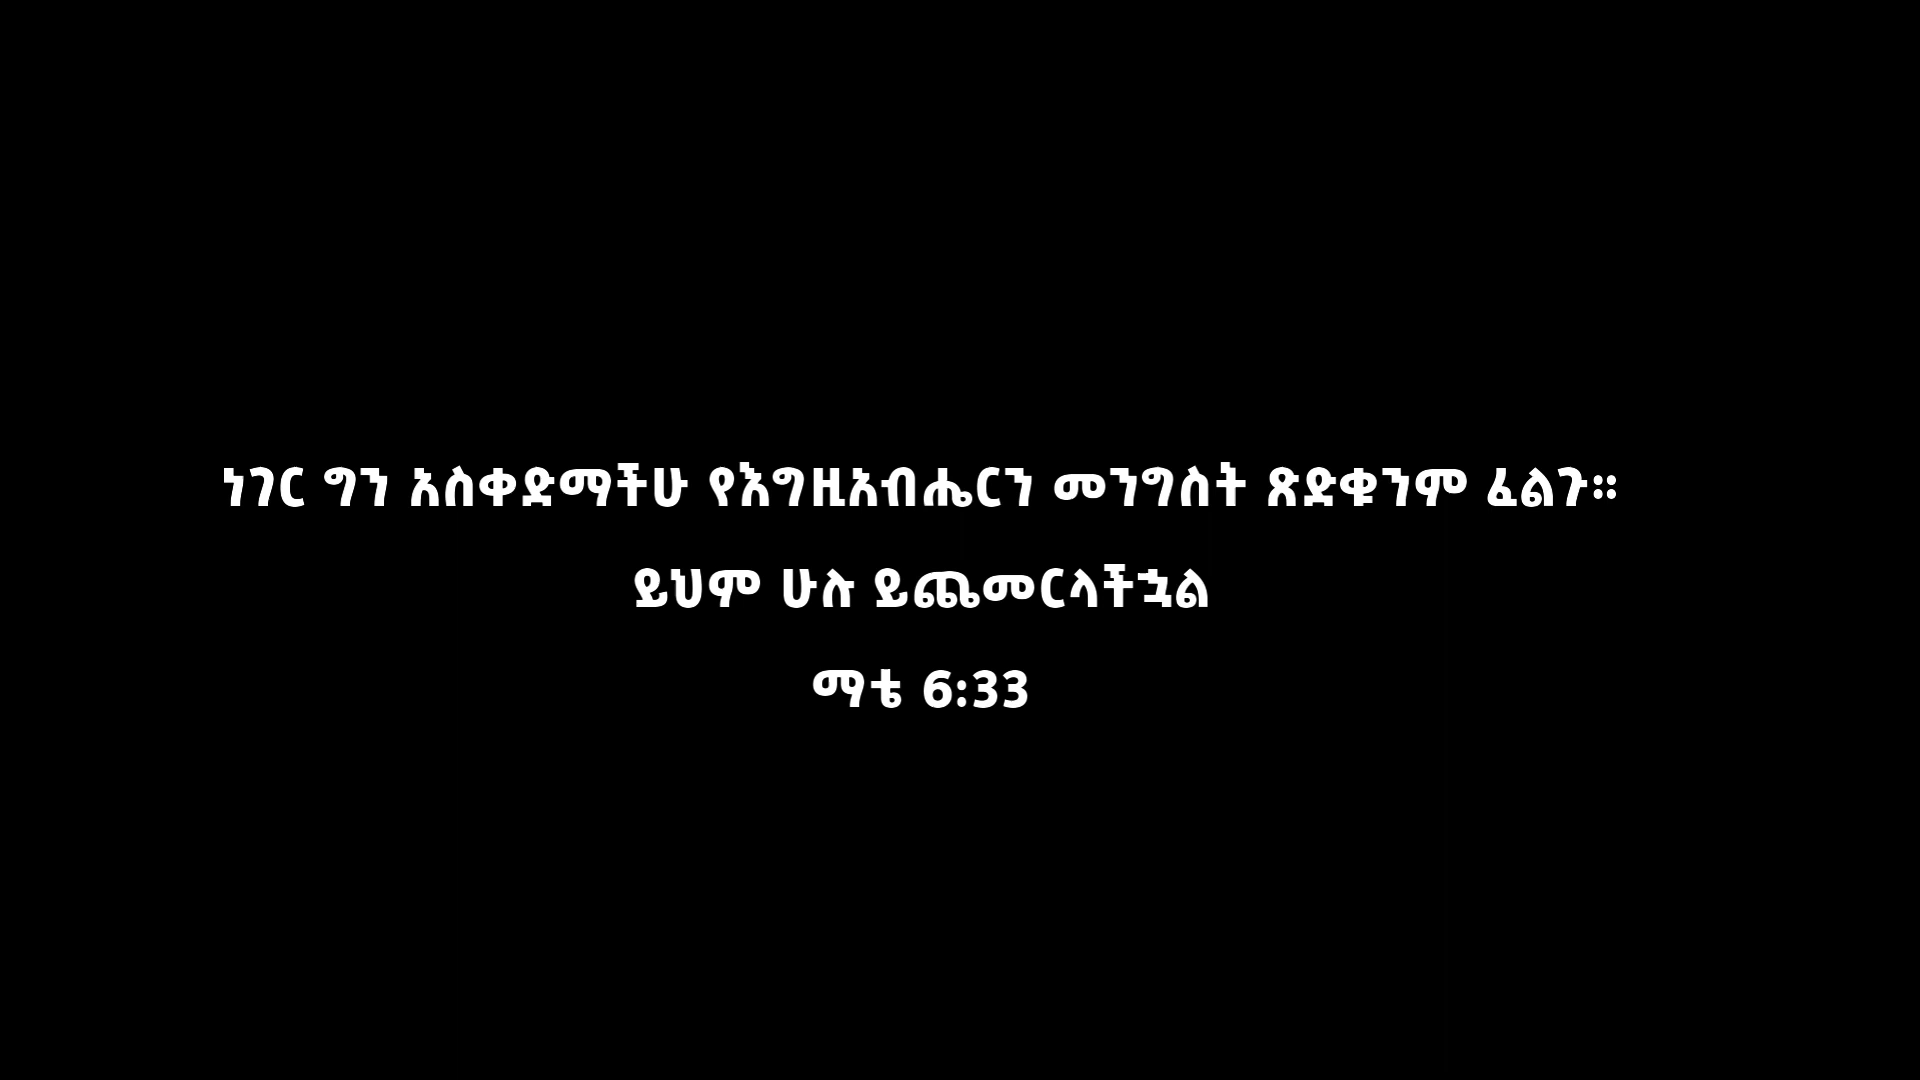 ነገር ግን አስቀድማችሁ የእግዚአብሔርን መንግስት ጽድቁንም ፈልጉ።
ይህም ሁሉ ይጨመርላችኋል
ማቴ 6:33